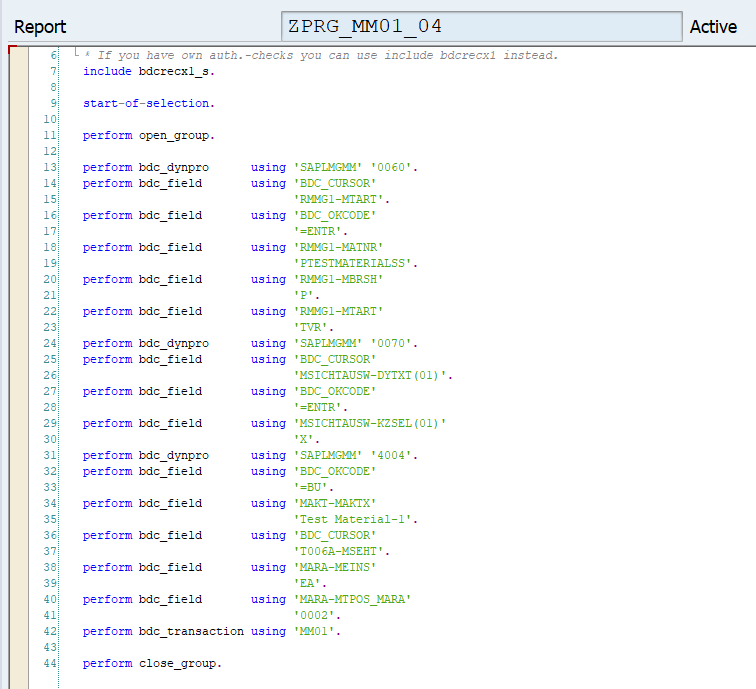 Report ZPRG_MM01_04 Active
6 * If you have own auth.-checks you can use include bdcrecx1 instead.
7 include bdcrecx1_s.
8
9 start-of-selection.
10
11 perform open_group.
12
13 perform bdc_dynpro using 'SAPLMGMM' '0060'.
14 perform bdc_field using 'BDC_CURSOR'
15 'RMMG1-MTART'.
16 perform bdc_field using 'BDC_OKCODE'
17 '=ENTR'.
18 perform bdc_field using 'RMMG1-MATNR'
19 'PTESTMATERIALSS'.
20 perform bdc_field using 'RMMG1-MBRSH'
21 'P'.
22 perform bdc_field using 'RMMG1-MTART'
23 'TVR'.
24 perform bdc_dynpro using 'SAPLMGMM' '0070'.
25 perform bdc_field using 'BDC_CURSOR'
26 'MSICHTAUSW-DYTXT(01)'.
27 perform bdc_field using 'BDC_OKCODE'
28 '=ENTR'.
29 perform bdc_field using 'MSICHTAUSW-KZSEL(01)'
30 'X'.
31 perform bdc_dynpro using 'SAPLMGMM' '4004'.
32 perform bdc_field using 'BDC_OKCODE'
33 '=BU'.
34 perform bdc_field using 'MAKT-MAKTX'
35 'Test Material-1'.
36 perform bdc_field using 'BDC_CURSOR'
37 'T006A-MSEHT'.
38 perform bdc_field using 'MARA-MEINS'
39 'EA'.
40 perform bdc_field using 'MARA-MTPOS_MARA'
41 '0002'.
42 perform bdc_transaction using 'MM01'.
43
44 perform close_group.